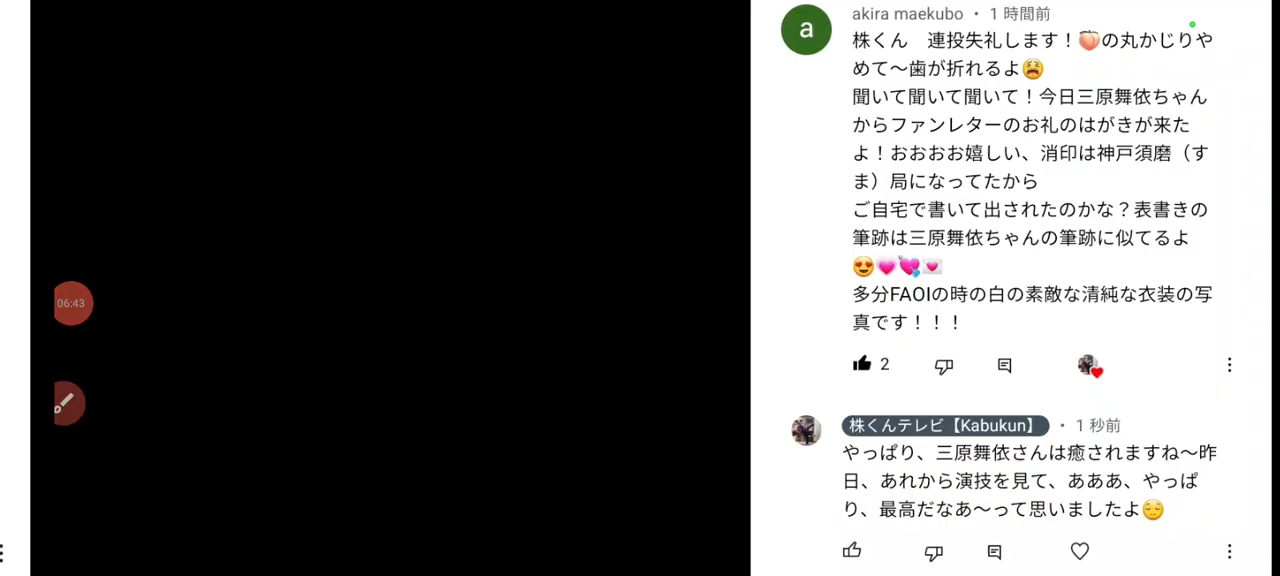 akira maekubo ・ 1 時間前
a
株くん　連投失礼します！🍑の丸かじりや
めて〜歯が折れるよ😫
聞いて聞いて聞いて！今日三原舞依ちゃん
からファンレターのお礼のはがきが来た
よ！おおおお嬉しい、消印は神戸須磨（す
ま）局になってたから
ご自宅で書いて出されたのかな？表書きの
筆跡は三原舞依ちゃんの筆跡に似てるよ
😍💗💘💌
多分FAOIの時の白の素敵な清純な衣装の写
真です！！！
2
06:43
株くんテレビ【Kabukun】 ・ 1 秒前
やっぱり、三原舞依さんは癒されますね〜昨
日、あれから演技を見て、あああ、やっぱ
り、最高だなあ〜って思いましたよ😌